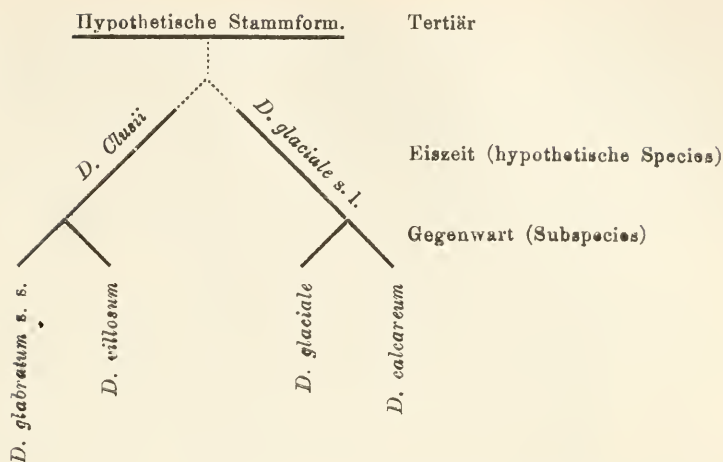 Hypothetische Stammform.
Tertiär
D. Clusii
D. glaciale s. l.
Eiszeit (hypothetische Species)
Gegenwart (Subspecies)
D. glabratum s. s.
D. villosum
D. glaciale
D. calcareum